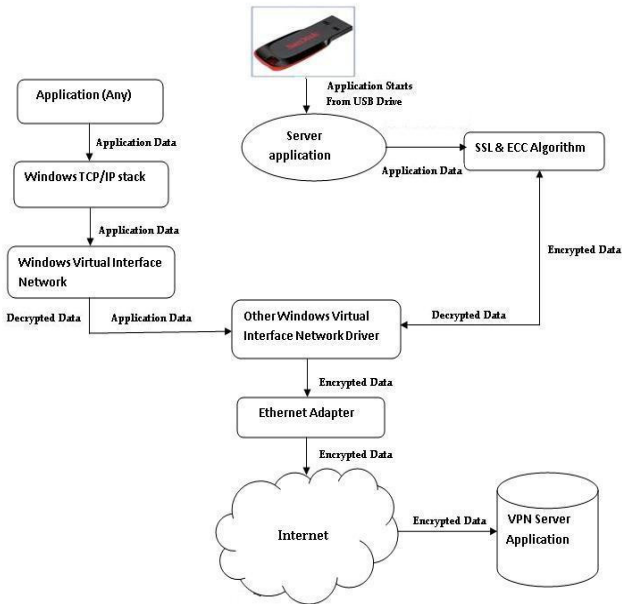 SanDisk
Application Starts
From USB Drive
Application (Any)
Server
application
Application Data
SSL & ECC Algorithm
Application Data
Windows TCP/IP stack
Application Data
Encrypted Data
Windows Virtual Interface
Network
Decrypted Data
Application Data
Other Windows Virtual
Interface Network Driver
Decrypted Data
Encrypted Data
Ethernet Adapter
Encrypted Data
Internet
Encrypted Data
VPN Server
Application